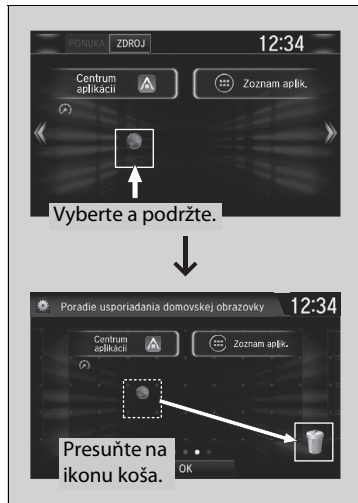 PONUKA ZDROJ 12:34
Centrum
aplikácií
Zoznam aplik.
Vyberte a podržte.
Poradie usporiadania domovskej obrazovky 12:34
Centrum
aplikácií
Zoznam aplik.
Presuňte na
ikonu koša.
OK